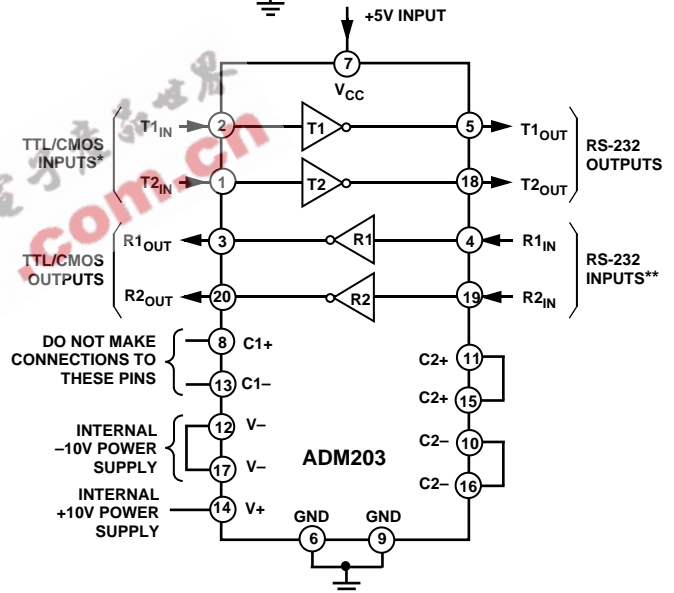 +5V INPUT
7
VCC
TTL/CMOS
INPUTS*
T1IN
2
T1
5
T1OUT
T2IN
1
T2
18
T2OUT
RS-232
OUTPUTS
TTL/CMOS
OUTPUTS
R1OUT
3
R1
4
R1IN
R2OUT
20
R2
19
R2IN
RS-232
INPUTS**
DO NOT MAKE
CONNECTIONS TO
THESE PINS
8
C1+
13
C1–
C2+
11
C2+
15
INTERNAL
–10V POWER
SUPPLY
12
V–
17
V–
C2–
10
C2–
16
INTERNAL
+10V POWER
SUPPLY
14
V+
ADM203
GND
6
GND
9
.com.cn